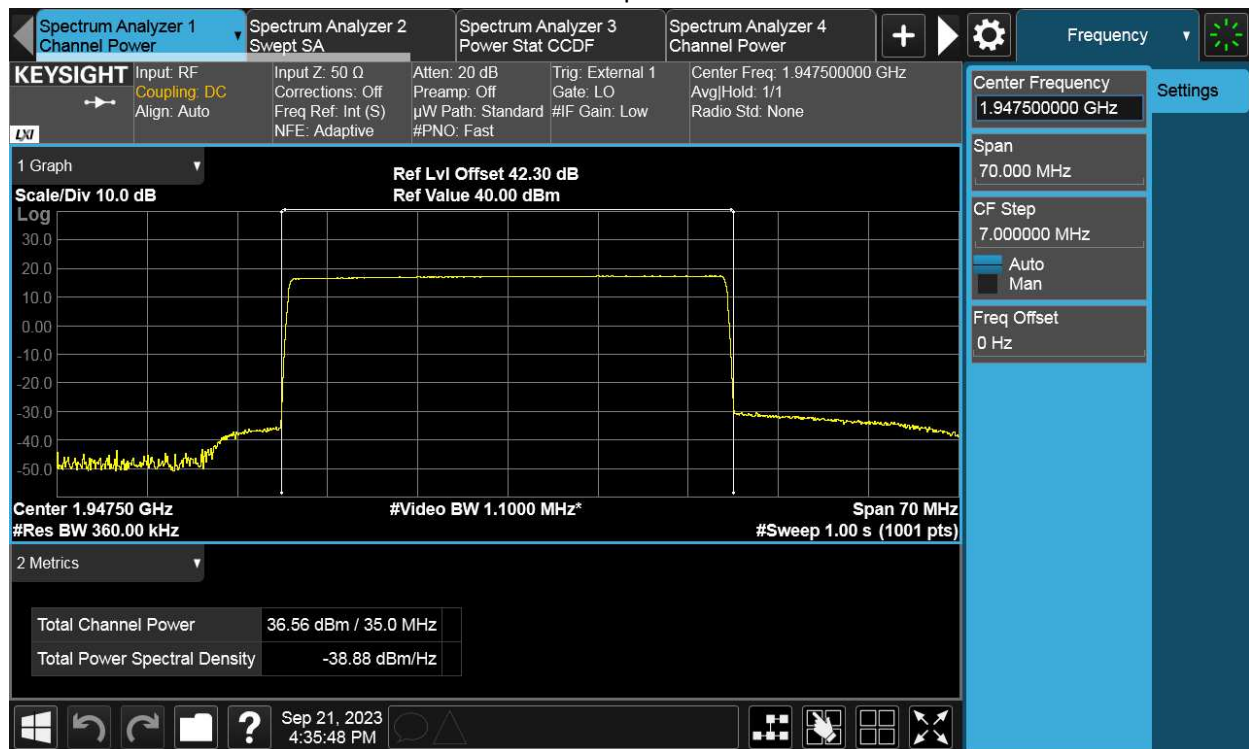 Spectrum Analyzer 1
Channel Power
Spectrum Analyzer 2
Swept SA
Spectrum Analyzer 3
Power Stat CCDF
Spectrum Analyzer 4
Channel Power
+
Frequency
KEYSIGHT
LXI
Input: RF
Coupling: DC
Align: Auto
Input Z: 50 Ω
Corrections: Off
Freq Ref: Int (S)
NFE: Adaptive
Atten: 20 dB
Preamp: Off
µW Path: Standard
#PNO: Fast
Trig: External 1
Gate: LO
#IF Gain: Low
Center Freq: 1.947500000 GHz
Avg|Hold: 1/1
Radio Std: None
Center Frequency
1.947500000 GHz
Settings
Span
70.000 MHz
CF Step
7.000000 MHz
Auto
Man
Freq Offset
0 Hz
1 Graph
Scale/Div 10.0 dB
Ref Lvl Offset 42.30 dB
Ref Value 40.00 dBm
Log
30.0
20.0
10.0
0.00
-10.0
-20.0
-30.0
-40.0
-50.0
Center 1.94750 GHz
#Video BW 1.1000 MHz*
Span 70 MHz
#Res BW 360.00 kHz
#Sweep 1.00 s (1001 pts)
2 Metrics
Total Channel Power 36.56 dBm / 35.0 MHz
Total Power Spectral Density -38.88 dBm/Hz
?
Sep 21, 2023
4:35:48 PM